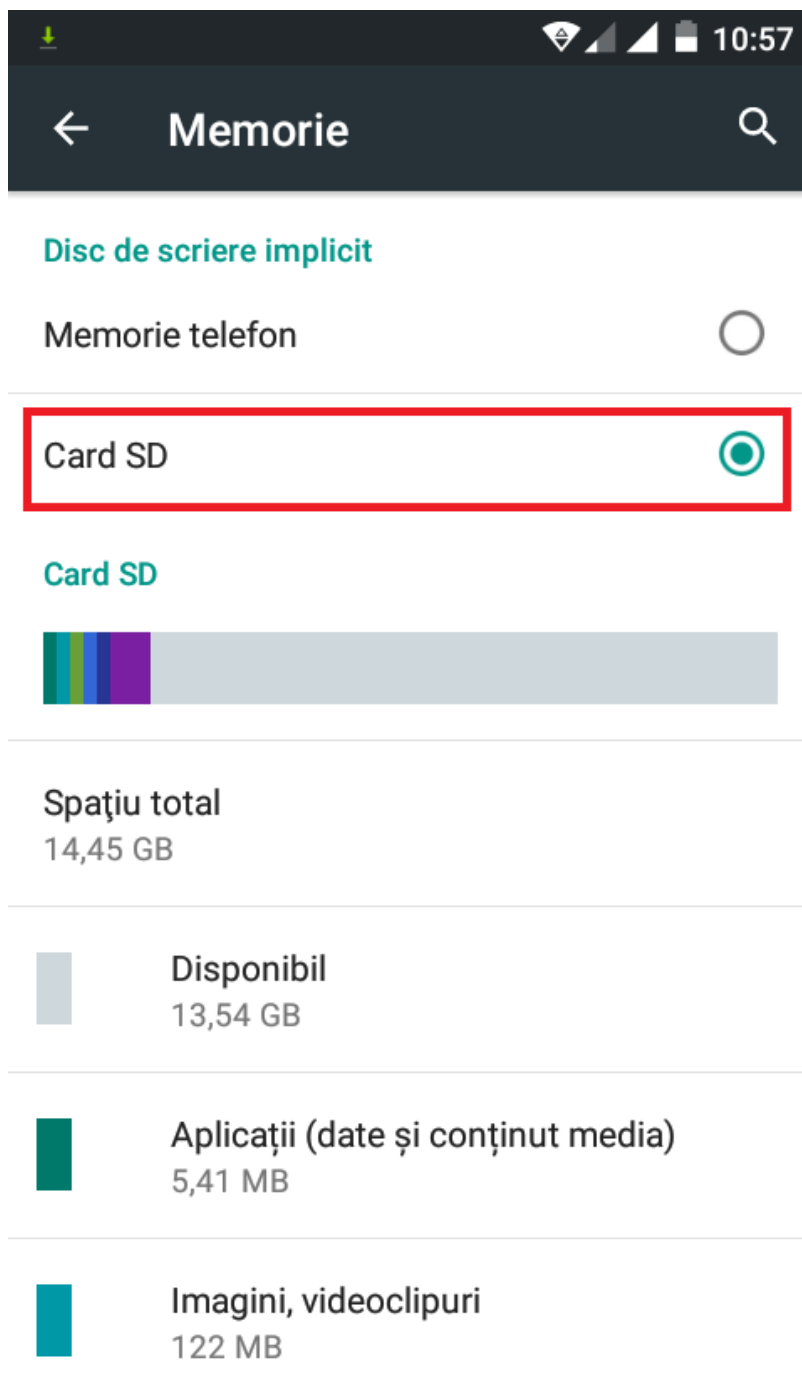 10:57
Memorie
Disc de scriere implicit
Memorie telefon
Card SD
Card SD
Spaţiu total
14,45 GB
Disponibil
13,54 GB
Aplicații (date și conținut media)
5,41 MB
Imagini, videoclipuri
122 MB